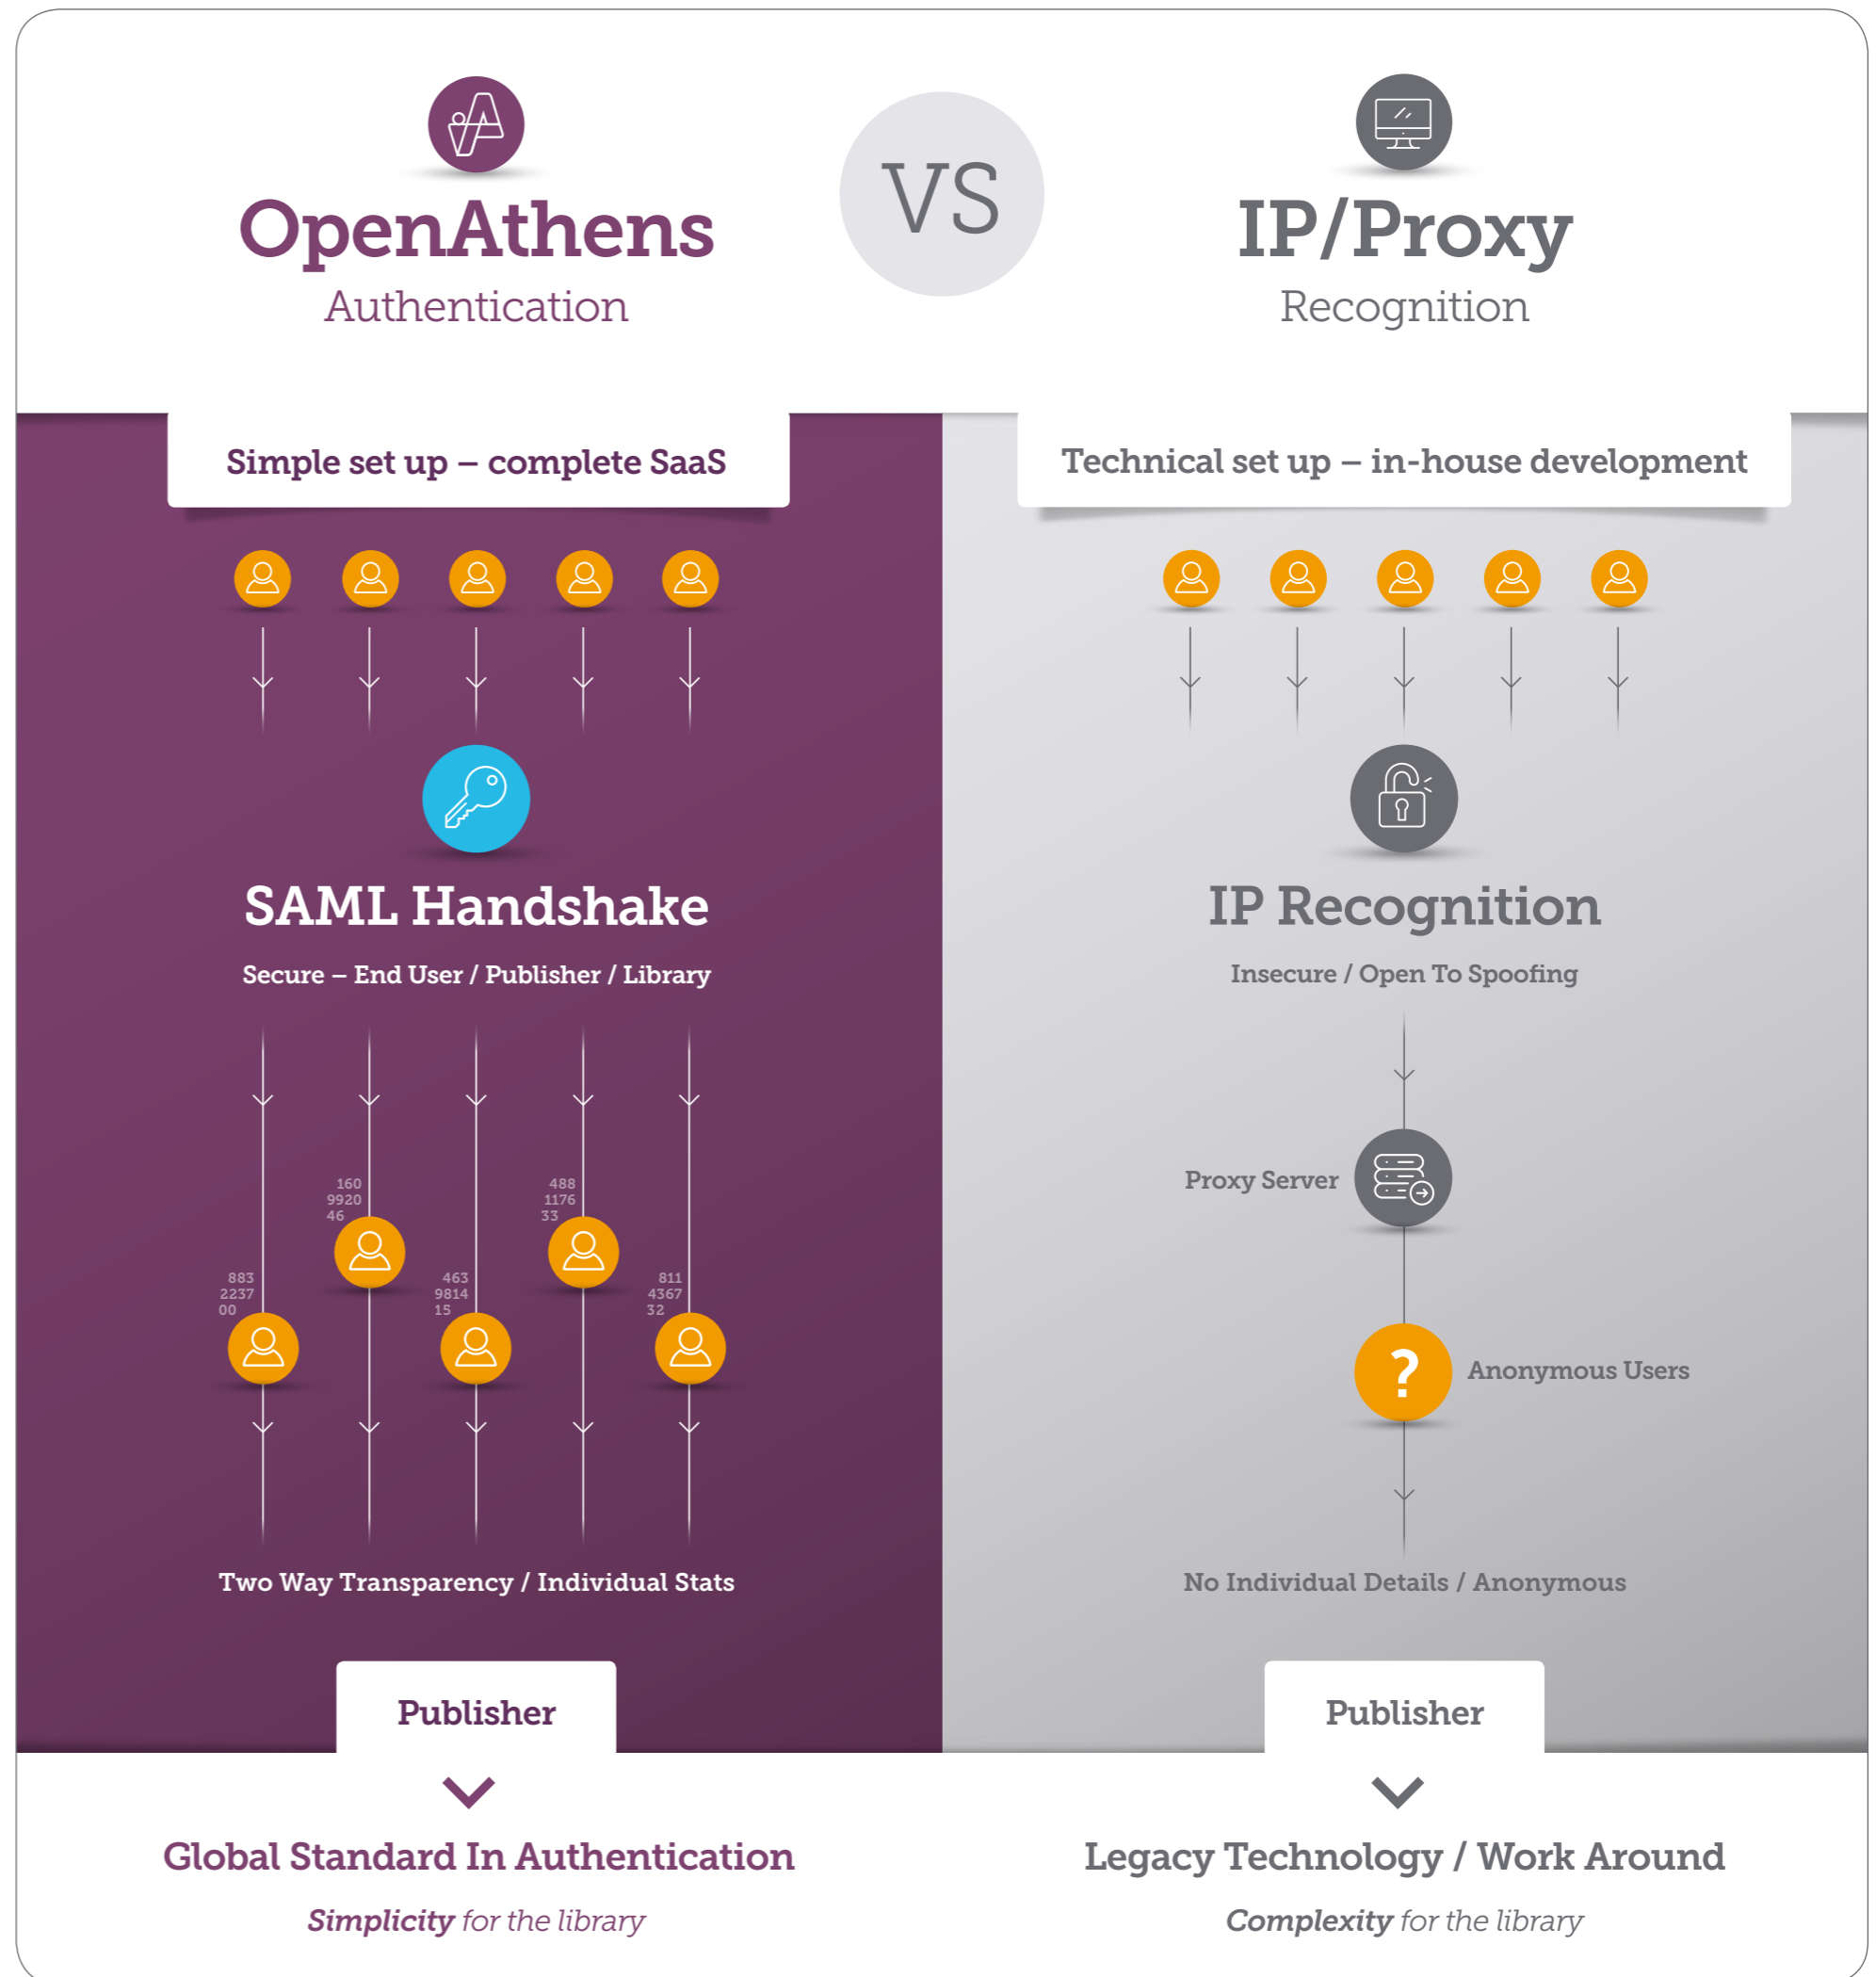 OpenAthens
Authentication
VS
IP/Proxy
Recognition
Simple set up – complete SaaS
SAML Handshake
Secure – End User / Publisher / Library
160
9920
46
488
1176
33
883
2237
00
463
9814
15
811
4367
32
Two Way Transparency / Individual Stats
Publisher
Global Standard In Authentication
Simplicity for the library
Technical set up – in-house development
IP Recognition
Insecure / Open To Spoofing
Proxy Server
?
Anonymous Users
No Individual Details / Anonymous
Publisher
Legacy Technology / Work Around
Complexity for the library